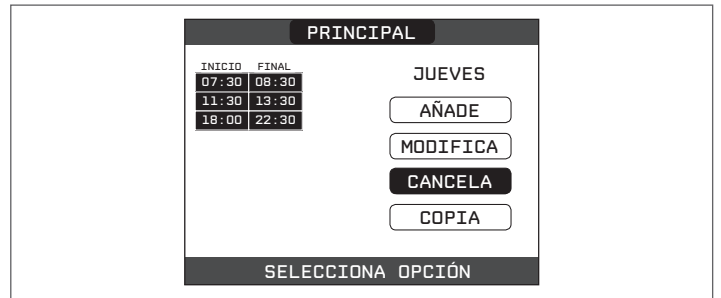 PRINCIPAL
INICIO FINAL
07:30 08:30
11:30 13:30
18:00 22:30
JUEVES
AÑADE
MODIFICA
CANCELA
COPIA
SELECCIONA OPCIÓN